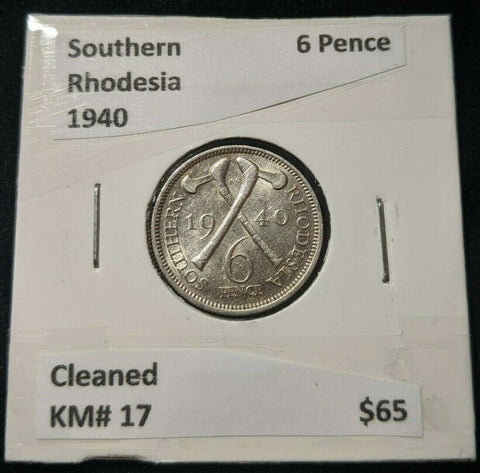 Southern 6 Pence
Rhodesia
1940
SOUTHERN RHODESIA
19 40
6
PENCE
Cleaned
KM# 17 $65